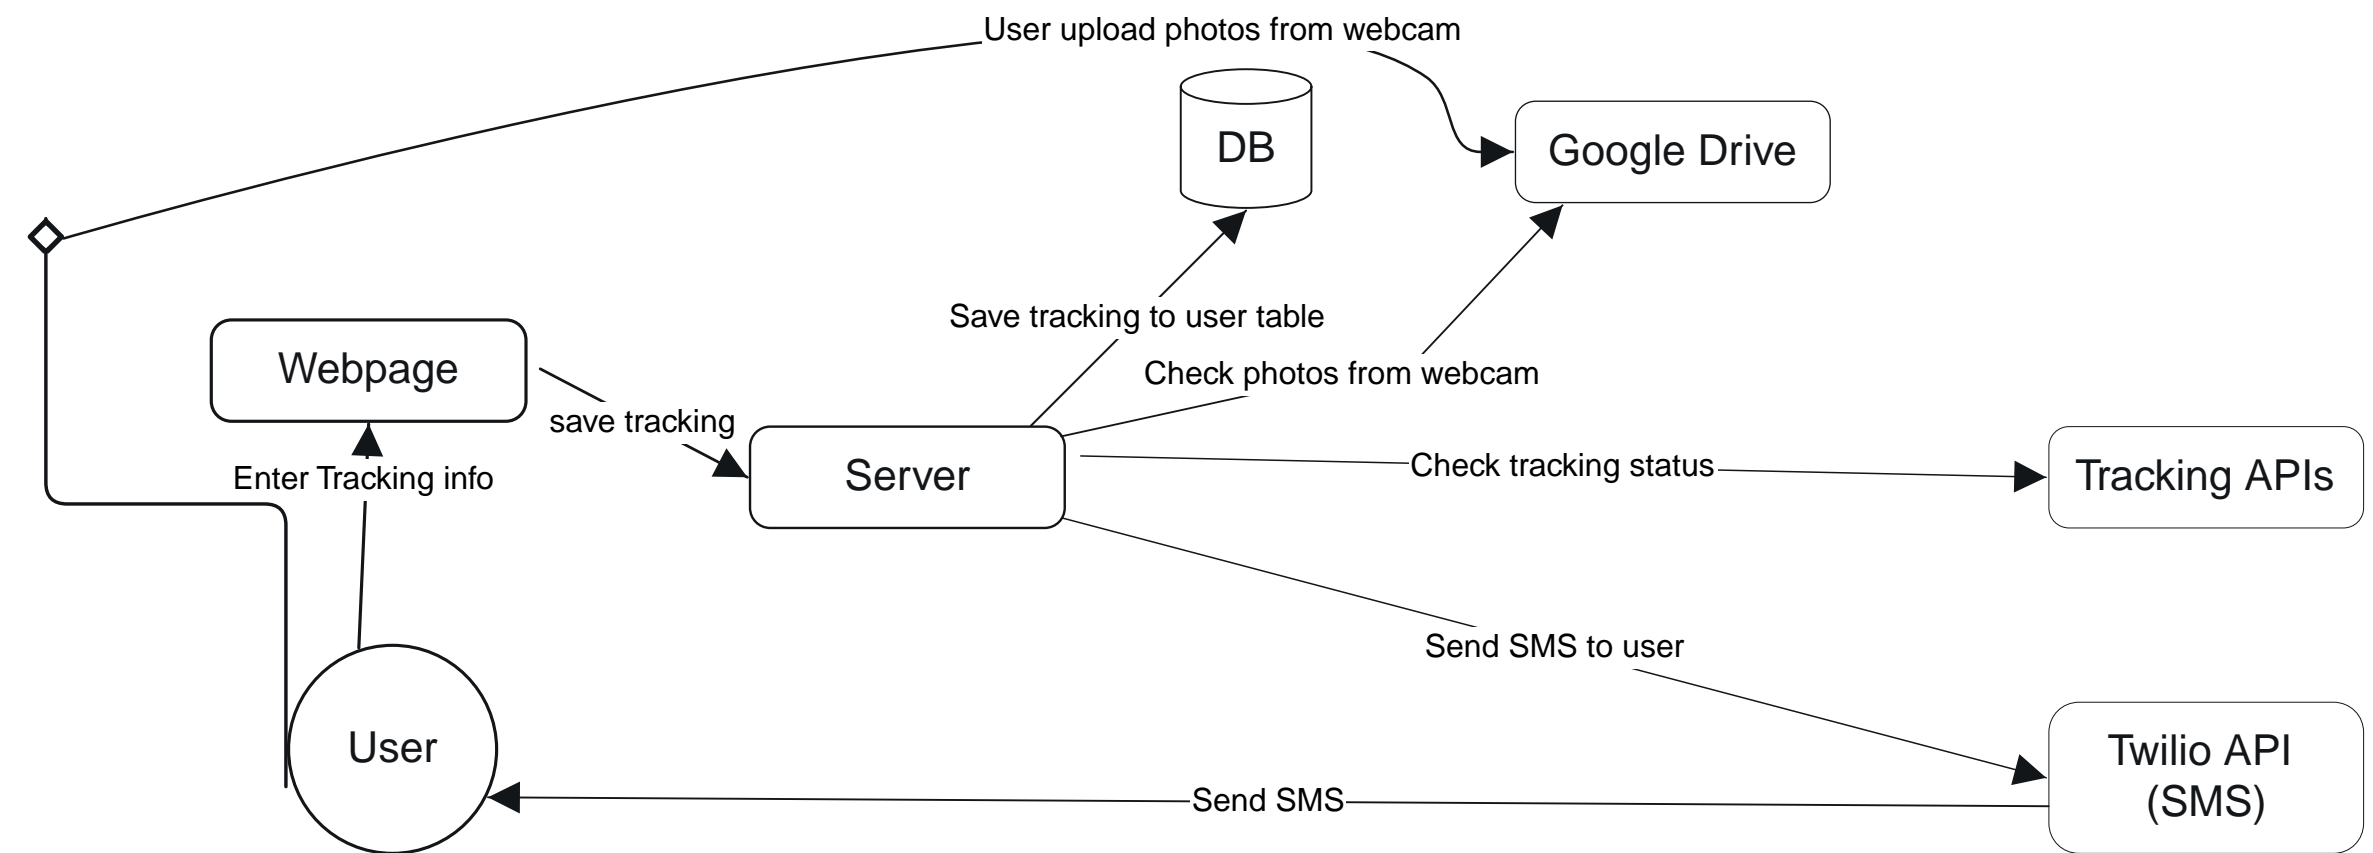 User upload photos from webcam
DB
Google Drive
Save tracking to user table
Webpage
Check photos from webcam
save tracking
Server
Check tracking status
Tracking APIs
Enter Tracking info
Send SMS to user
User
Twilio API
(SMS)
Send SMS